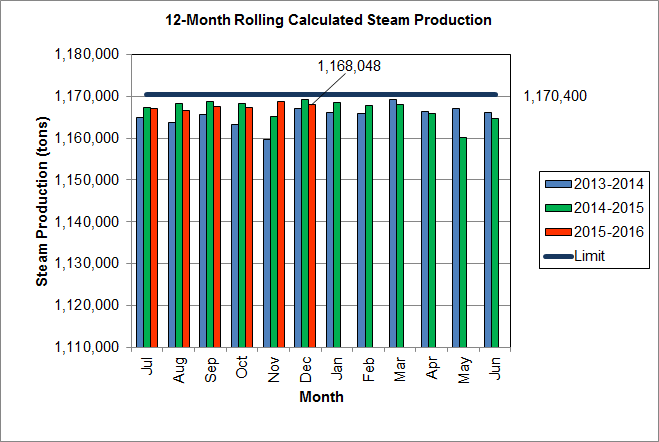 12-Month Rolling Calculated Steam Production
1,180,000
1,168,048
1,170,000
1,170,400
1,160,000
1,150,000
1,140,000
1,130,000
1,120,000
1,110,000
Steam Production (tons)
2013-2014
2014-2015
2015-2016
Limit
Jul
Aug
Sep
Oct
Nov
Dec
Jan
Feb
Mar
Apr
May
Jun
Month